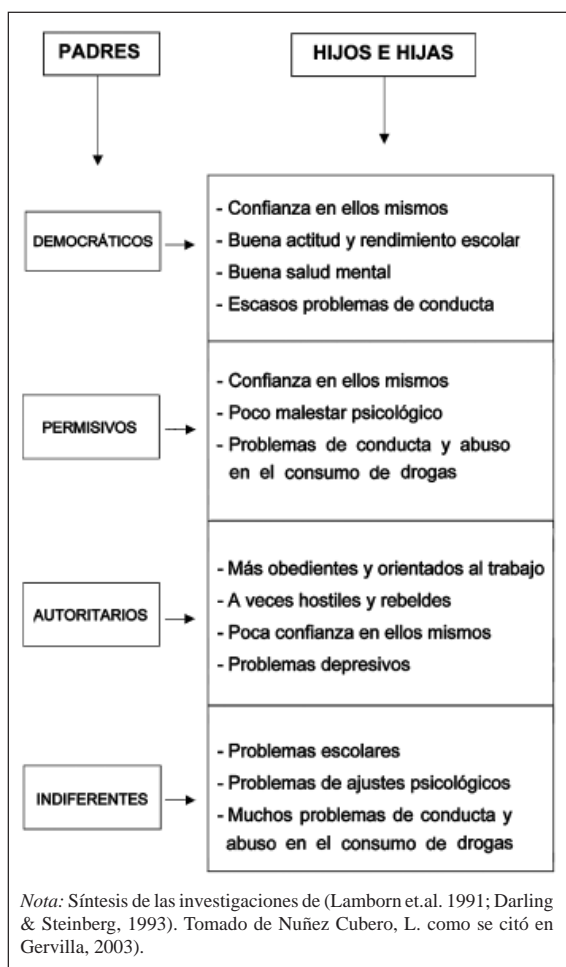 PADRES
HIJOS E HIJAS
DEMOCRÁTICOS
- Confianza en ellos mismos
- Buena actitud y rendimiento escolar
- Buena salud mental
- Escasos problemas de conducta
PERMISIVOS
- Confianza en ellos mismos
- Poco malestar psicológico
- Problemas de conducta y abuso
en el consumo de drogas
AUTORITARIOS
- Más obedientes y orientados al trabajo
- A veces hostiles y rebeldes
- Poca confianza en ellos mismos
- Problemas depresivos
INDIFERENTES
- Problemas escolares
- Problemas de ajustes psicológicos
- Muchos problemas de conducta y
abuso en el consumo de drogas
Nota: Síntesis de las investigaciones de (Lamborn et.al. 1991; Darling
& Steinberg, 1993). Tomado de Nuñez Cubero, L. como se citó en
Gervilla, 2003).